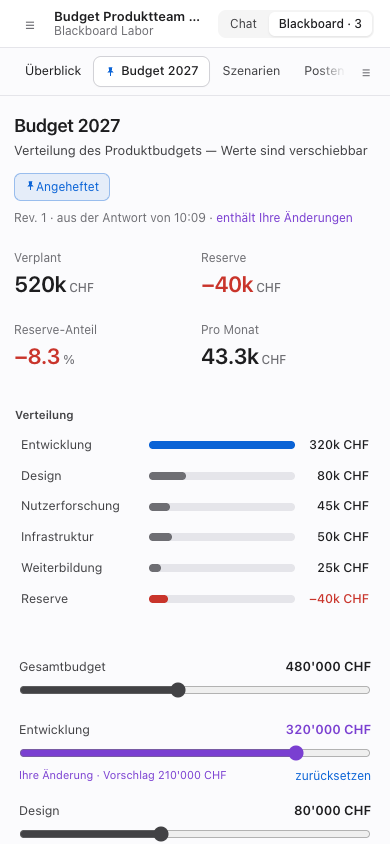 Budget Produktteam ...
Blackboard Labor
Chat
Blackboard · 3
Überblick
Budget 2027
Szenarien
Posten
Budget 2027
Verteilung des Produktbudgets — Werte sind verschiebbar
Angeheftet
Rev. 1 · aus der Antwort von 10:09 · enthält Ihre Änderungen
Verplant
520k CHF
Reserve
−40k CHF
Reserve-Anteil
−8.3 %
Pro Monat
43.3k CHF
Verteilung
Entwicklung 320k CHF
Design 80k CHF
Nutzerforschung 45k CHF
Infrastruktur 50k CHF
Weiterbildung 25k CHF
Reserve −40k CHF
Gesamtbudget 480'000 CHF
Entwicklung 320'000 CHF
Ihre Änderung · Vorschlag 210'000 CHF zurücksetzen
Design 80'000 CHF